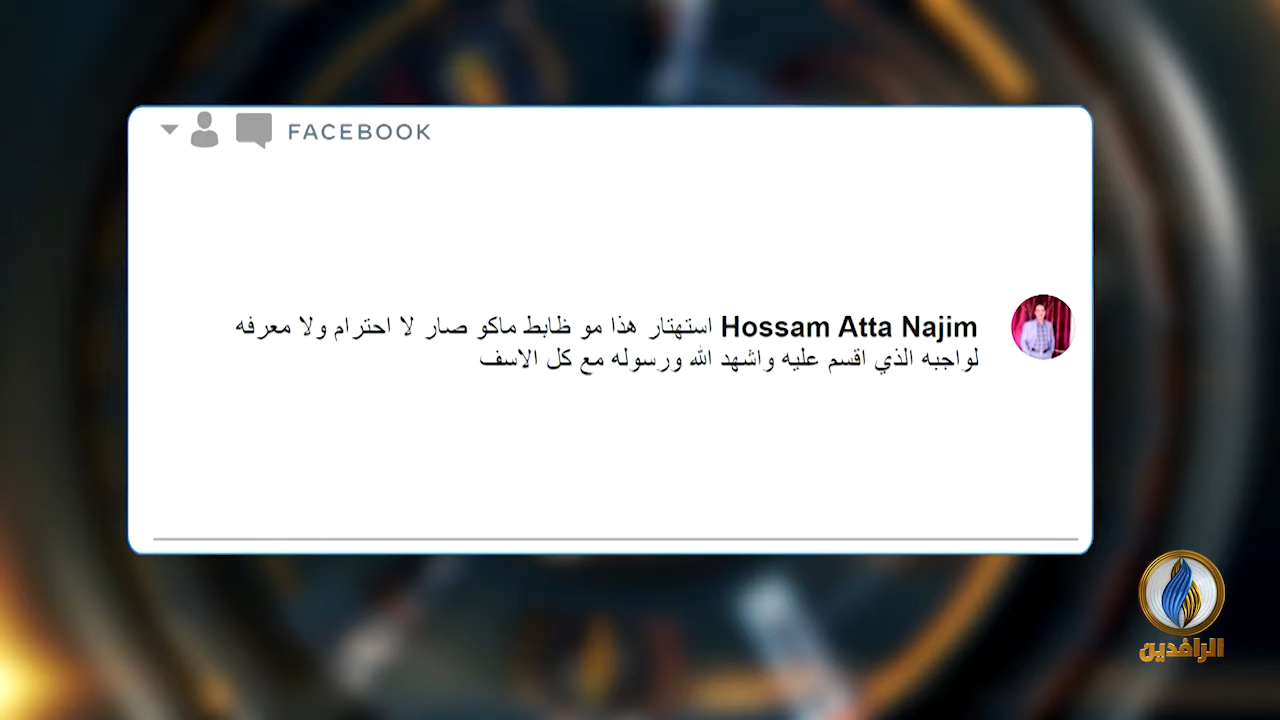 FACEBOOK
Hossam Atta Najim استهتار هذا مو ظابط ماكو صار لا احترام ولا معرفه
لواجبه الذي اقسم عليه واشهد الله ورسوله مع كل الاسف
الرافدين